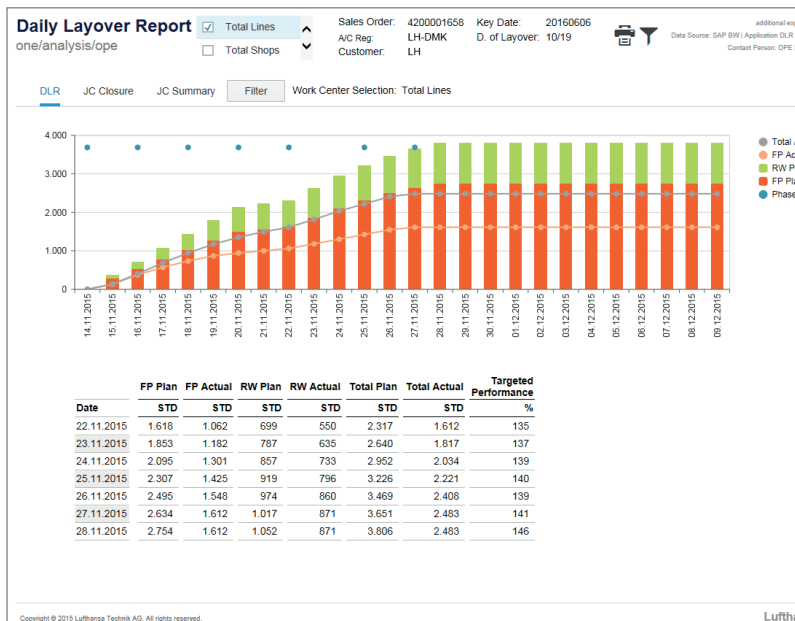 Daily Layover Report
one/analysis/ope
Total Lines
Total Shops
Sales Order: 4200001658 Key Date: 20160606
A/C Reg: LH-DMK D. of Layover: 10/19
Customer: LH
additional
Data Source: SAP BW | Application DLR
Contact Person: OPE
DLR JC Closure JC Summary Filter Work Center Selection: Total Lines
4.000
3.000
2.000
1.000
0
14.11.2015
15.11.2015
16.11.2015
17.11.2015
18.11.2015
19.11.2015
20.11.2015
21.11.2015
22.11.2015
23.11.2015
24.11.2015
25.11.2015
26.11.2015
27.11.2015
28.11.2015
29.11.2015
30.11.2015
01.12.2015
02.12.2015
03.12.2015
04.12.2015
05.12.2015
06.12.2015
07.12.2015
08.12.2015
09.12.2015
Total
FP Ac
RW P
FP Pla
Phase
FP Plan FP Actual RW Plan RW Actual Total Plan Total Actual Targeted Performance
Date STD STD STD STD STD STD %
22.11.2015 1.618 1.062 699 550 2.317 1.612 135
23.11.2015 1.853 1.182 787 635 2.640 1.817 137
24.11.2015 2.095 1.301 857 733 2.952 2.034 139
25.11.2015 2.307 1.425 919 796 3.226 2.221 140
26.11.2015 2.495 1.548 974 860 3.469 2.408 139
27.11.2015 2.634 1.612 1.017 871 3.651 2.483 141
28.11.2015 2.754 1.612 1.052 871 3.806 2.483 146
Copyright © 2015 Lufthansa Technik AG. All rights reserved.
Luftha